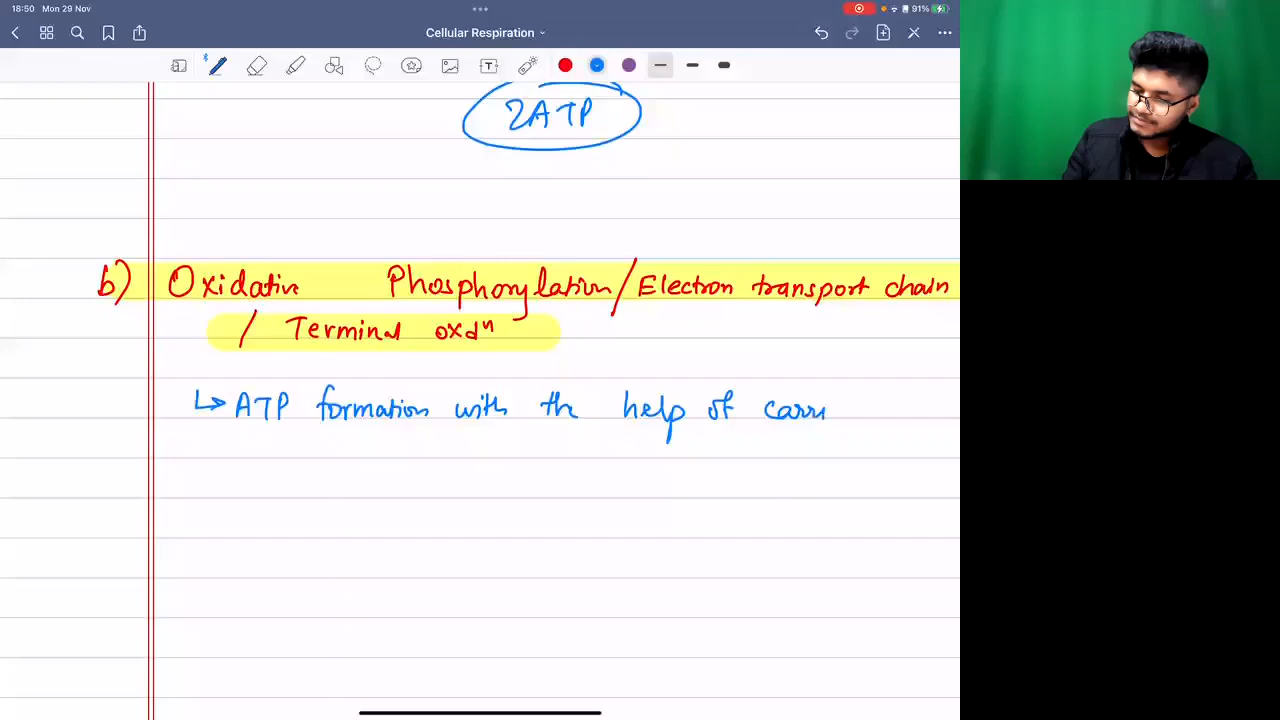 18:50 Mon 29 Nov
91%
Cellular Respiration
2ATP
b) Oxidative Phosphorylation/Electron transport chain
/ Terminal oxdⁿ
↳ ATP formation with the help of carri